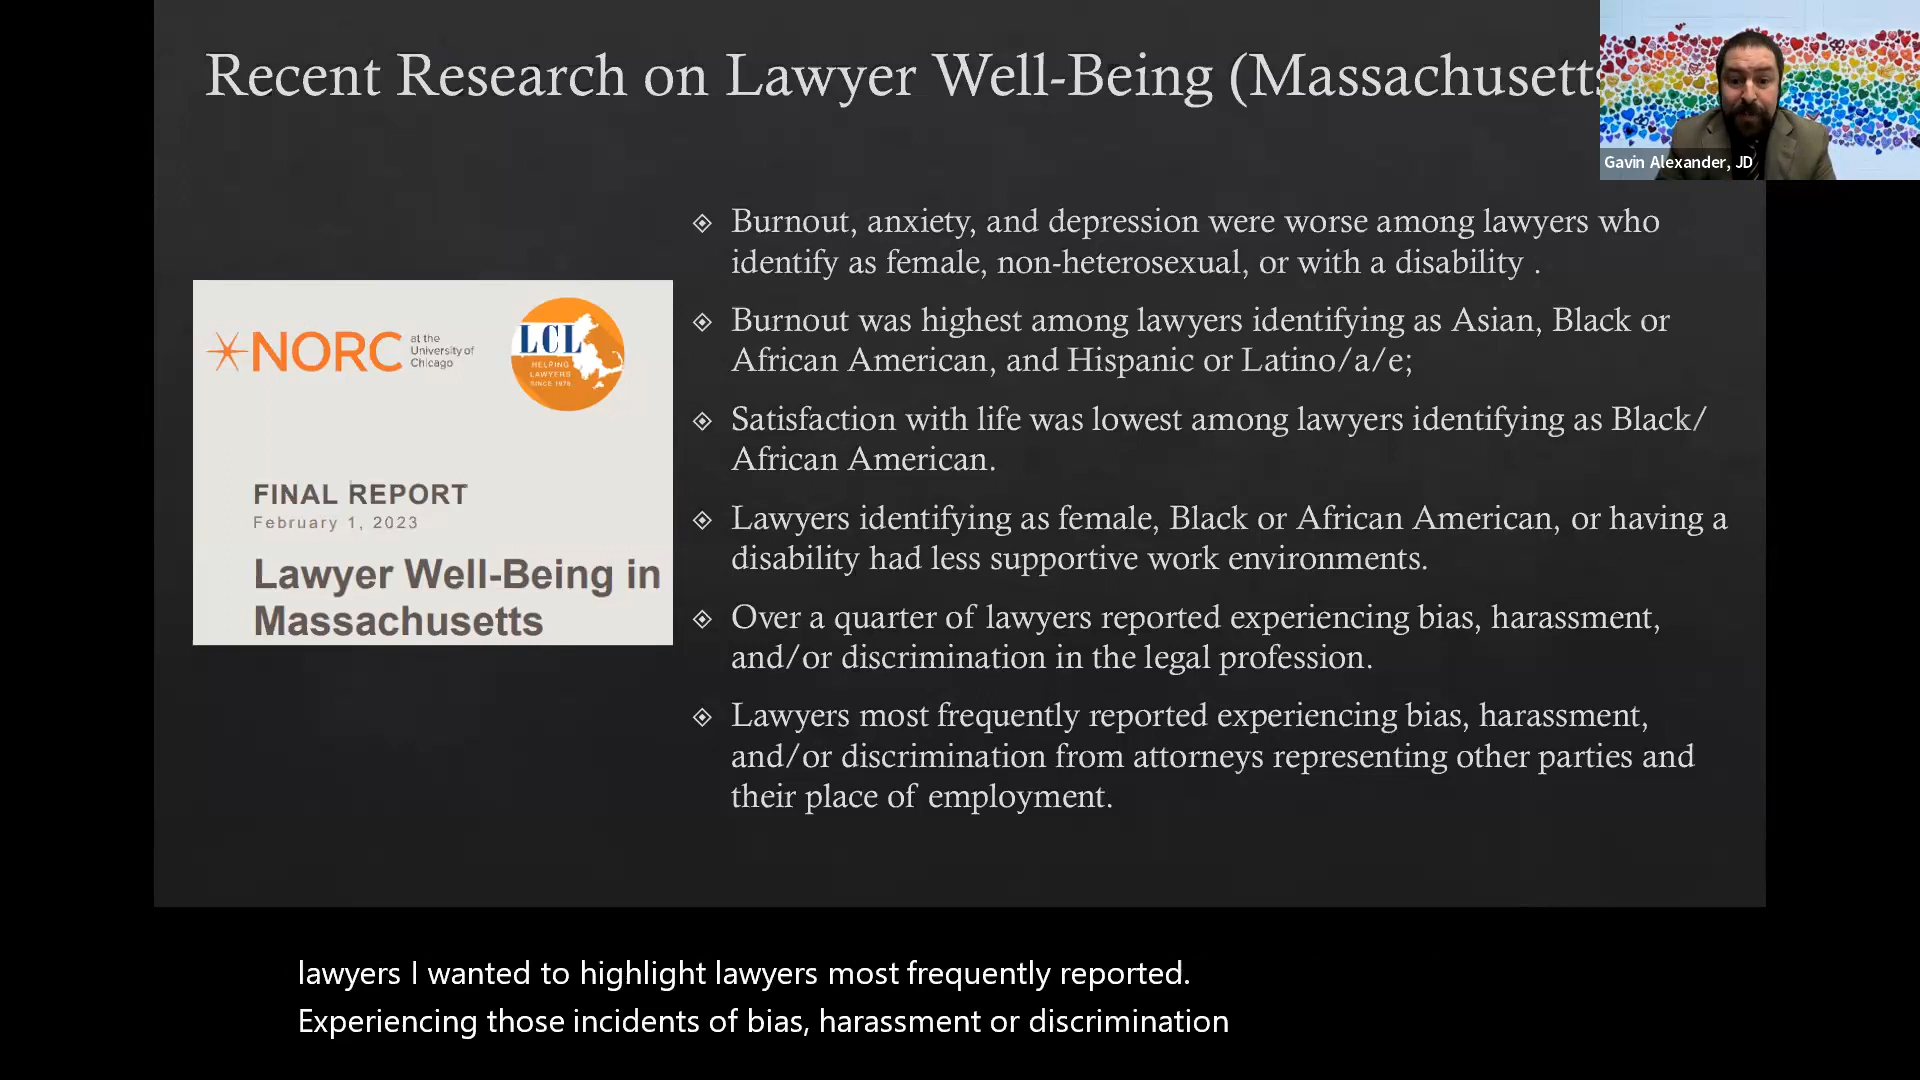 Recent Research on Lawyer Well-Being (Massachusetts
Gavin Alexander, JD
NORC
at the
University of
Chicago
LCL
HELPING
LAWYERS
SINCE 1978
FINAL REPORT
February 1, 2023
Lawyer Well-Being in
Massachusetts
Burnout, anxiety, and depression were worse among lawyers who
identify as female, non-heterosexual, or with a disability .
Burnout was highest among lawyers identifying as Asian, Black or
African American, and Hispanic or Latino/a/e;
Satisfaction with life was lowest among lawyers identifying as Black/
African American.
Lawyers identifying as female, Black or African American, or having a
disability had less supportive work environments.
Over a quarter of lawyers reported experiencing bias, harassment,
and/or discrimination in the legal profession.
Lawyers most frequently reported experiencing bias, harassment,
and/or discrimination from attorneys representing other parties and
their place of employment.
lawyers I wanted to highlight lawyers most frequently reported.
Experiencing those incidents of bias, harassment or discrimination